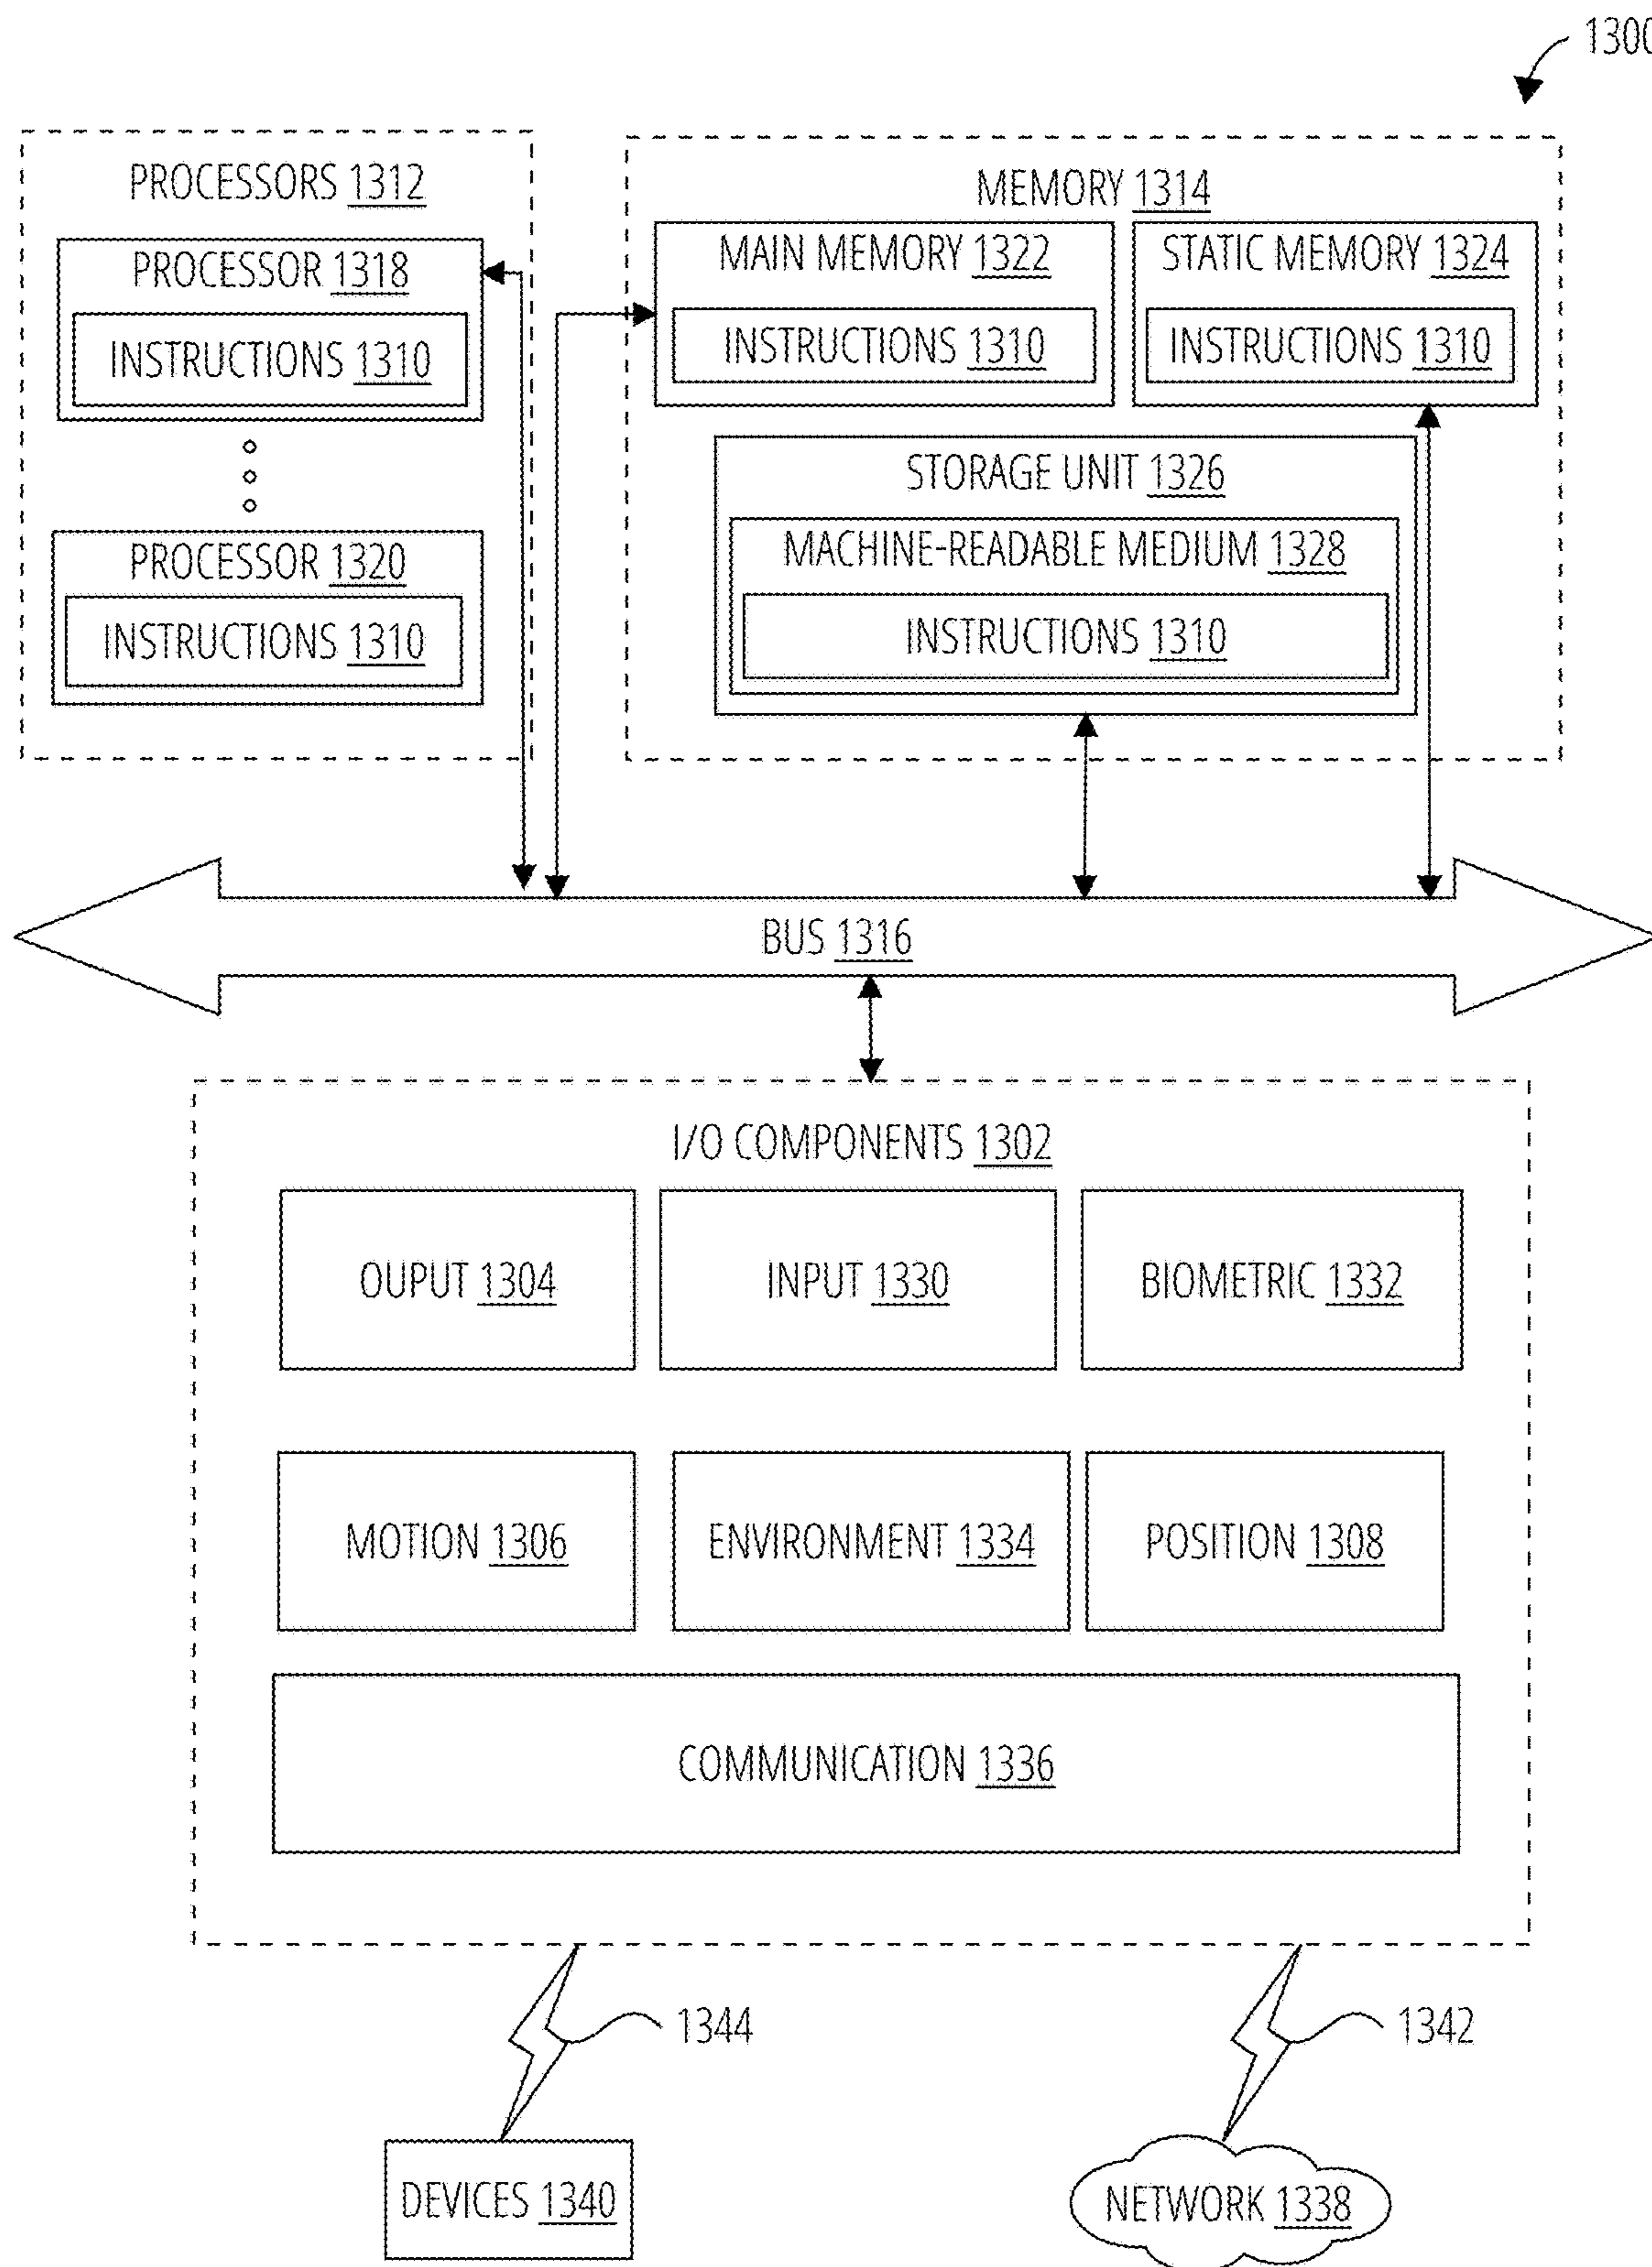 1300
PROCESSORS 1312
PROCESSOR 1318
INSTRUCTIONS 1310
PROCESSOR 1320
INSTRUCTIONS 1310
MEMORY 1314
MAIN MEMORY 1322
INSTRUCTIONS 1310
STATIC MEMORY 1324
INSTRUCTIONS 1310
STORAGE UNIT 1326
MACHINE-READABLE MEDIUM 1328
INSTRUCTIONS 1310
BUS 1316
I/O COMPONENTS 1302
OUPUT 1304
INPUT 1330
BIOMETRIC 1332
MOTION 1306
ENVIRONMENT 1334
POSITION 1308
COMMUNICATION 1336
1344
1342
DEVICES 1340
NETWORK 1338